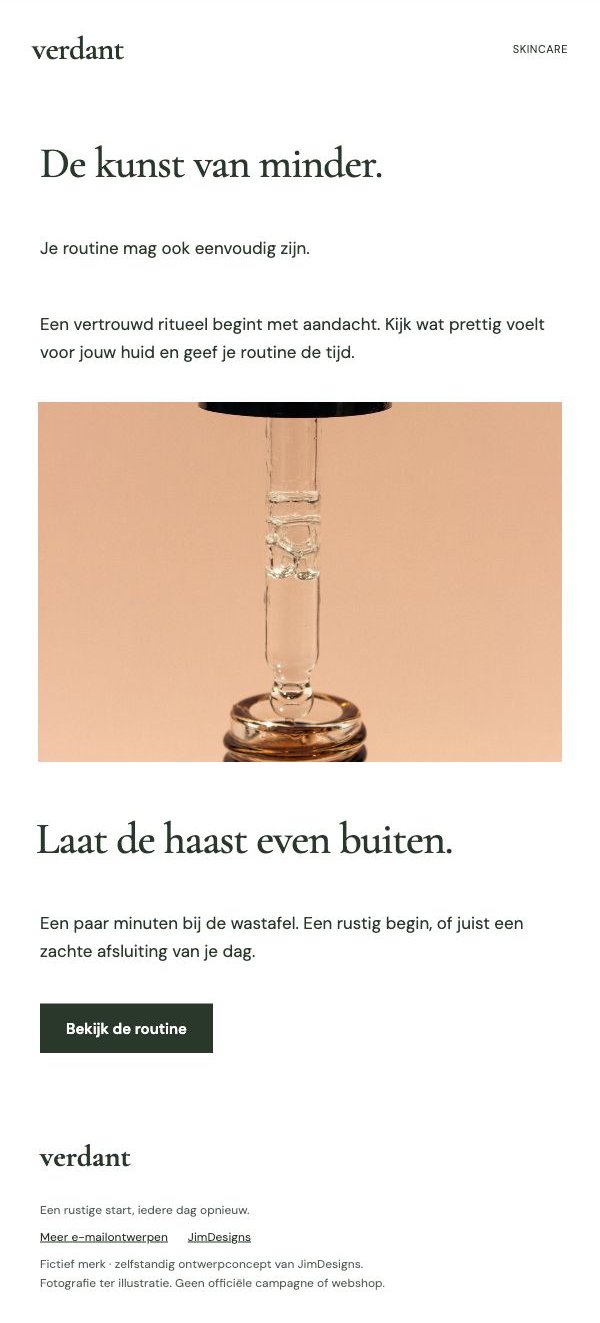 verdant
SKINCARE
De kunst van minder.
Je routine mag ook eenvoudig zijn.
Een vertrouwd ritueel begint met aandacht. Kijk wat prettig voelt
voor jouw huid en geef je routine de tijd.
Laat de haast even buiten.
Een paar minuten bij de wastafel. Een rustig begin, of juist een
zachte afsluiting van je dag.
Bekijk de routine
verdant
Een rustige start, iedere dag opnieuw.
Meer e-mailontwerpen JimDesigns
Fictief merk · zelfstandig ontwerpconcept van JimDesigns.
Fotografie ter illustratie. Geen officiële campagne of webshop.